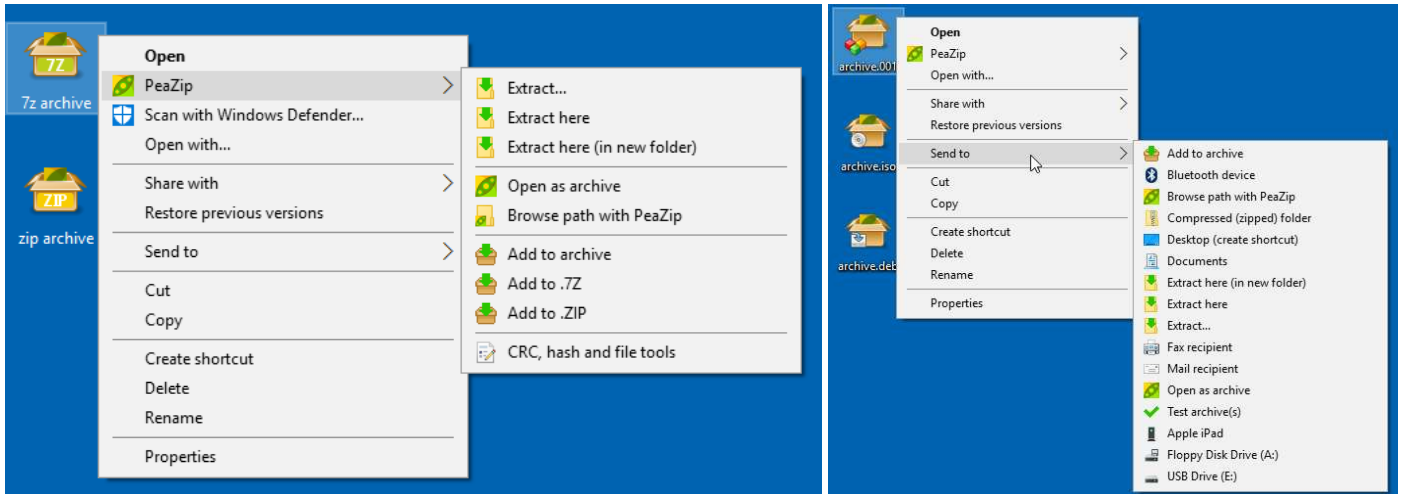 7Z
7z archive
ZIP
zip archive
Open
PeaZip
Scan with Windows Defender...
Open with...
Share with
Restore previous versions
Send to
Cut
Copy
Create shortcut
Delete
Rename
Properties
Extract...
Extract here
Extract here (in new folder)
Open as archive
Browse path with PeaZip
Add to archive
Add to .7Z
Add to .ZIP
CRC, hash and file tools
archive.001
archive.iso
archive.deb
Open
PeaZip
Open with...
Share with
Restore previous versions
Send to
Cut
Copy
Create shortcut
Delete
Rename
Properties
Add to archive
Bluetooth device
Browse path with PeaZip
Compressed (zipped) folder
Desktop (create shortcut)
Documents
Extract here (in new folder)
Extract here
Extract...
Fax recipient
Mail recipient
Open as archive
Test archive(s)
Apple iPad
Floppy Disk Drive (A:)
USB Drive (E:)